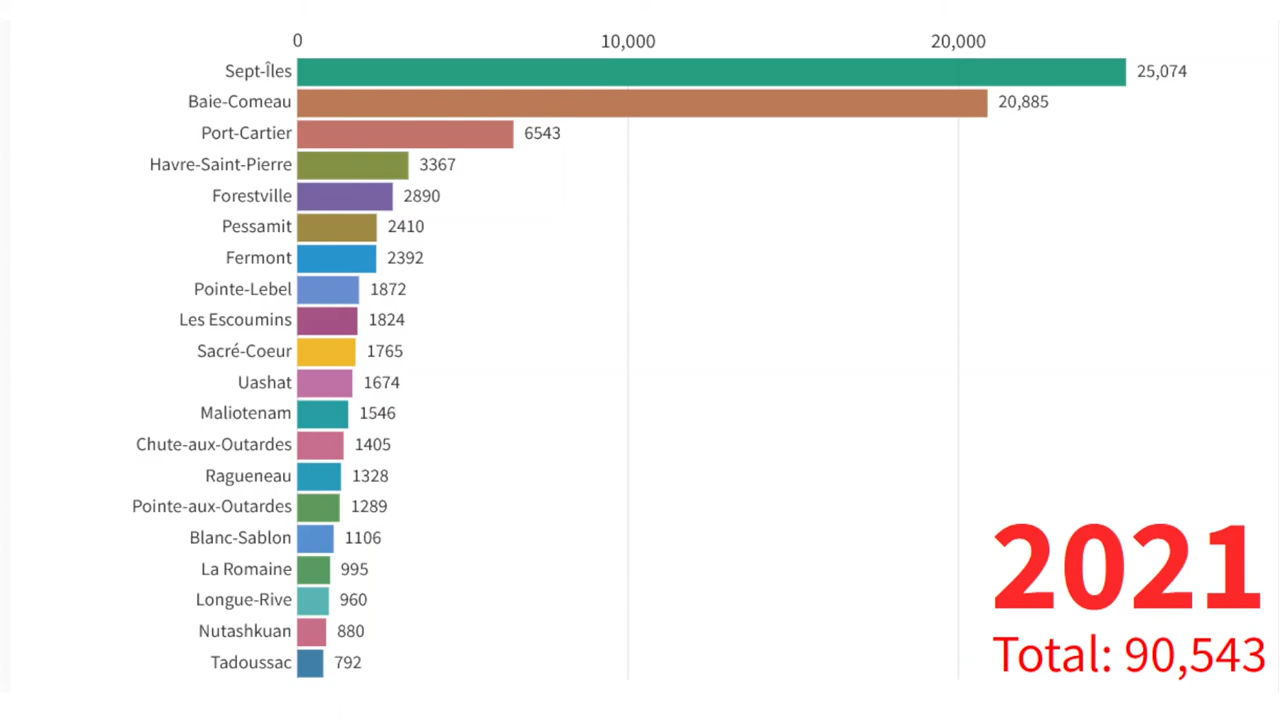 0 10,000 20,000
Sept-Îles 25,074
Baie-Comeau 20,885
Port-Cartier 6543
Havre-Saint-Pierre 3367
Forestville 2890
Pessamit 2410
Fermont 2392
Pointe-Lebel 1872
Les Escoumins 1824
Sacré-Coeur 1765
Uashat 1674
Maliotenam 1546
Chute-aux-Outardes 1405
Ragueneau 1328
Pointe-aux-Outardes 1289
Blanc-Sablon 1106
La Romaine 995
Longue-Rive 960
Nutashkuan 880
Tadoussac 792
2021
Total: 90,543